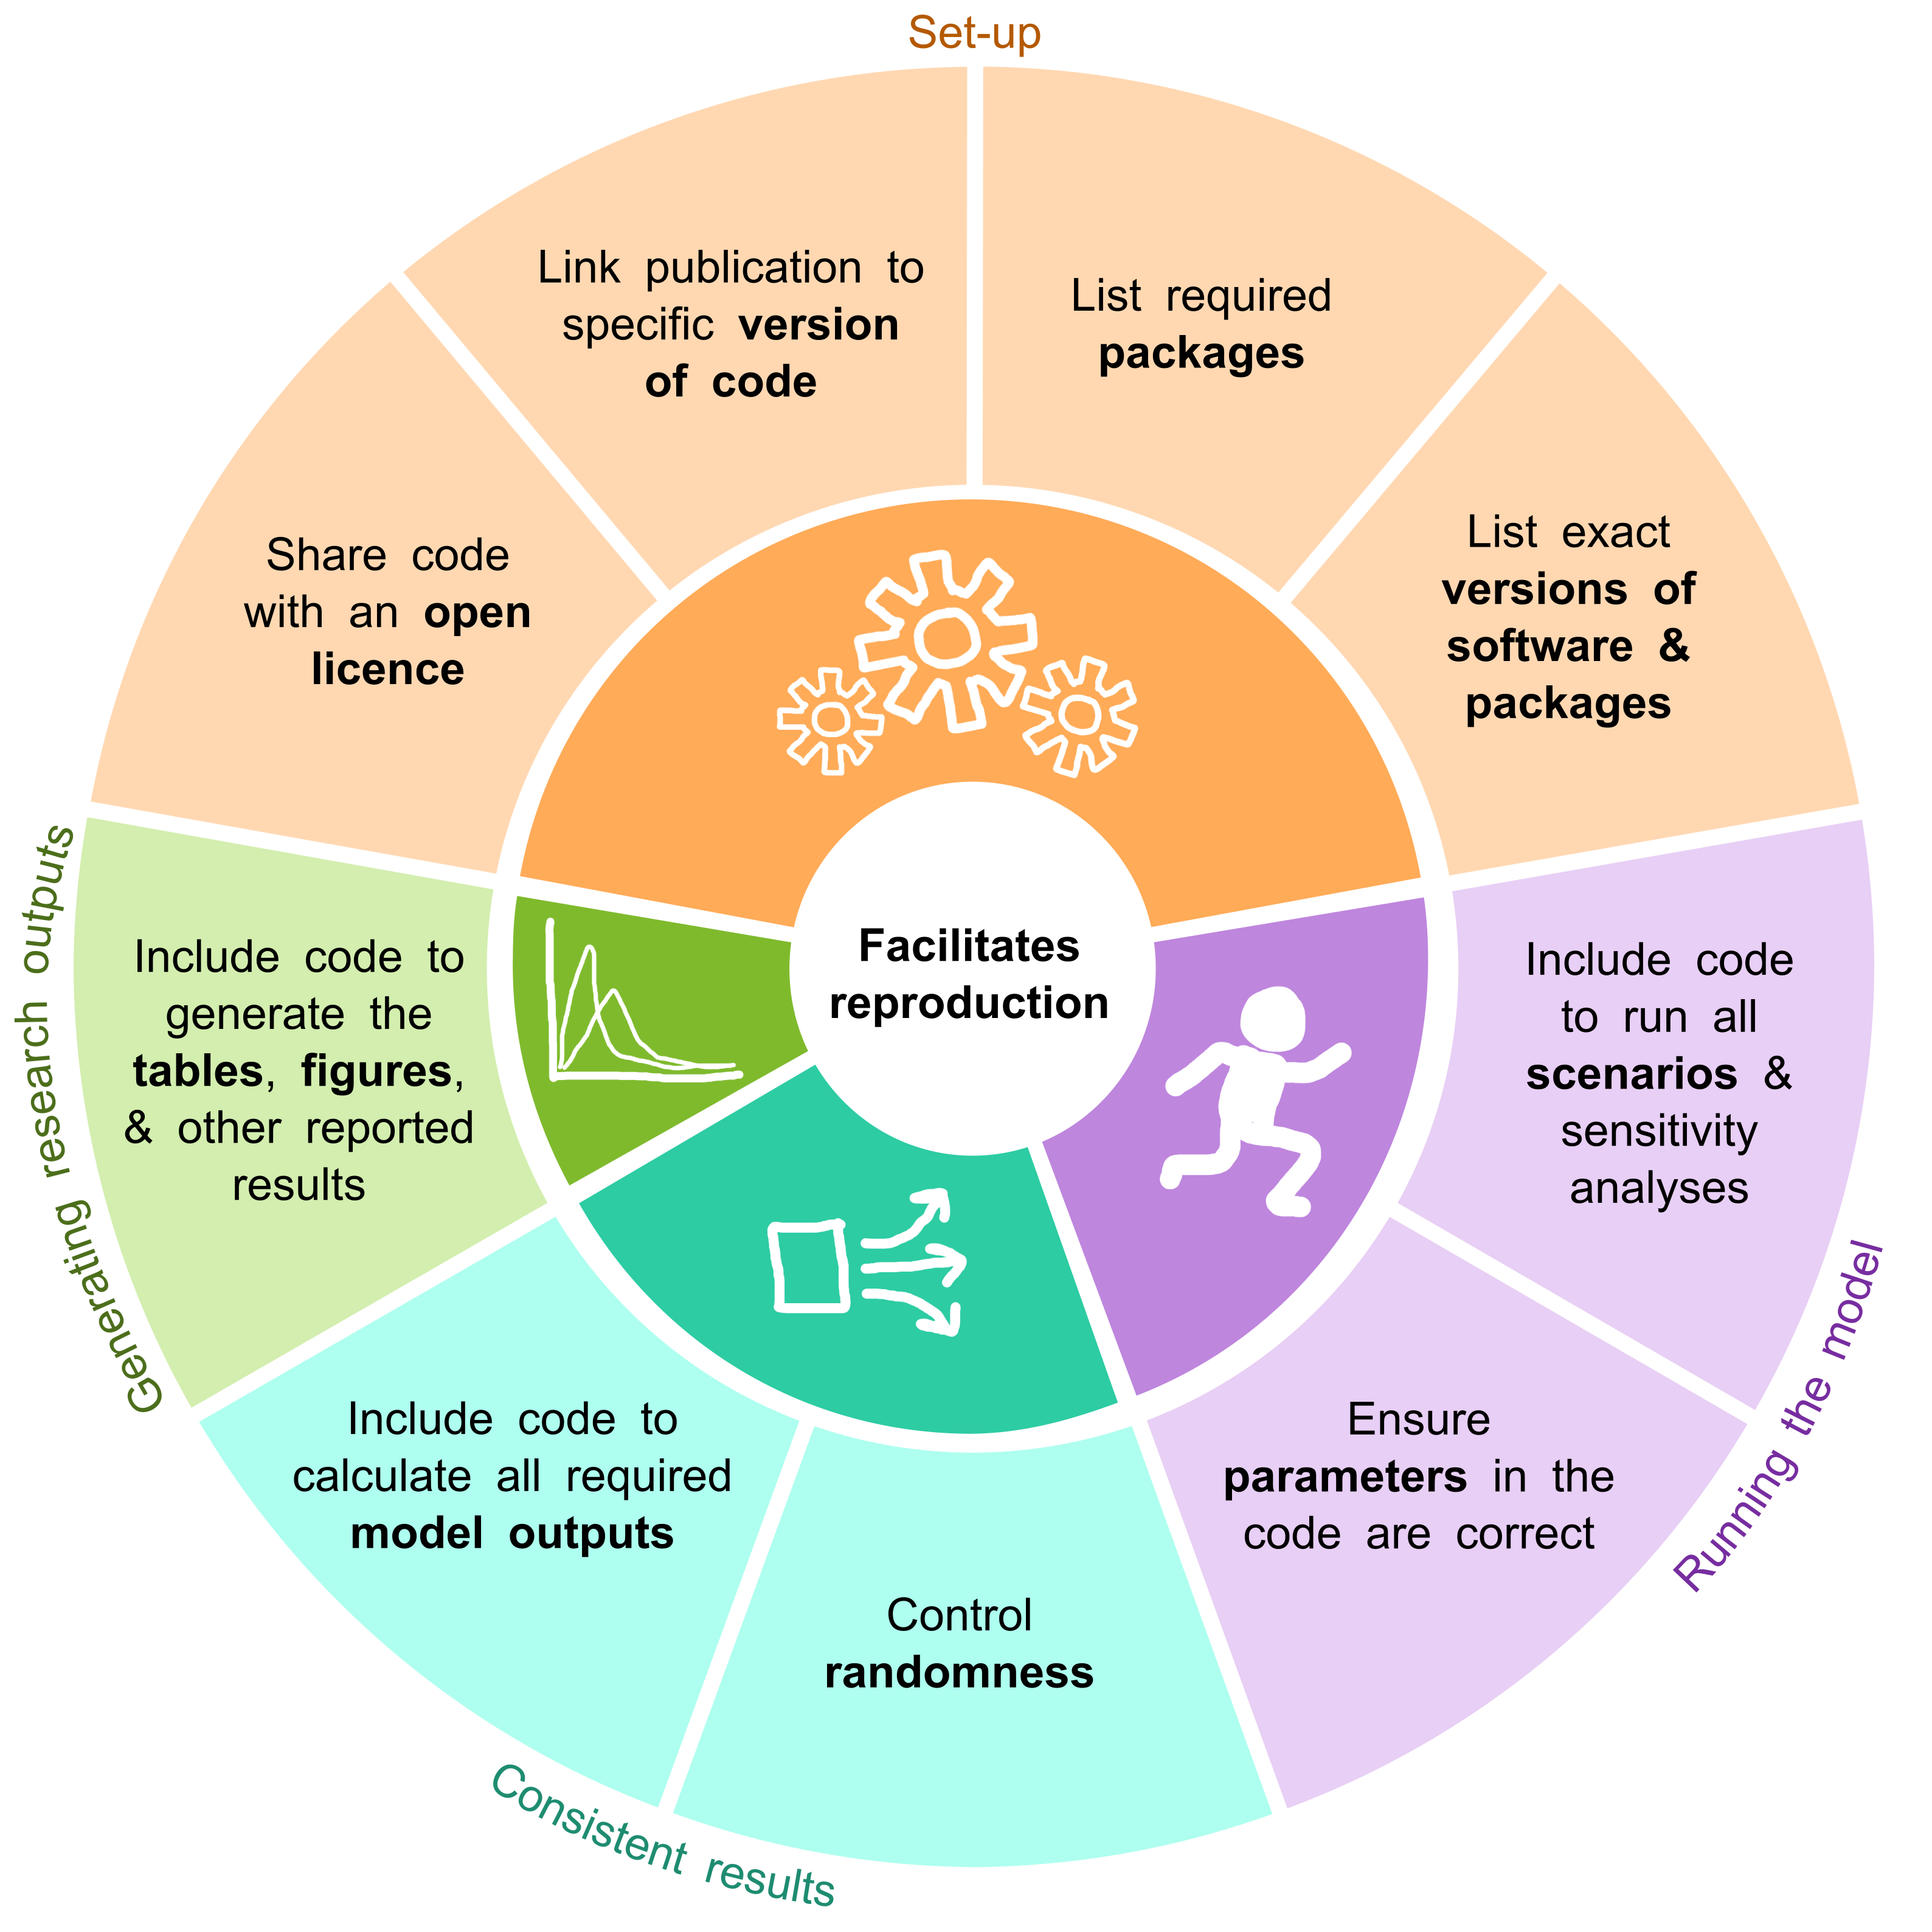 Set-up
Link publication to
specific version
of code
List required
packages
List exact
versions of
software &
packages
Share code
with an open
licence
Facilitates
reproduction
Include code
to run all
scenarios &
sensitivity
analyses
Ensure
parameters in the
code are correct
Running the model
Control
randomness
Include code to
calculate all required
model outputs
Consistent results
Include code to
generate the
tables, figures,
& other reported
results
Generating research outputs